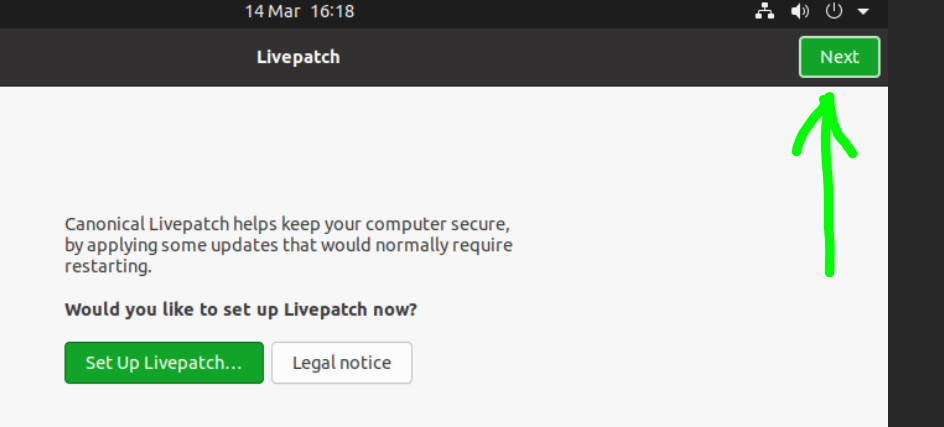 14 Mar 16:18
Livepatch
Next
Canonical Livepatch helps keep your computer secure,
by applying some updates that would normally require
restarting.
Would you like to set up Livepatch now?
Set Up Livepatch...
Legal notice